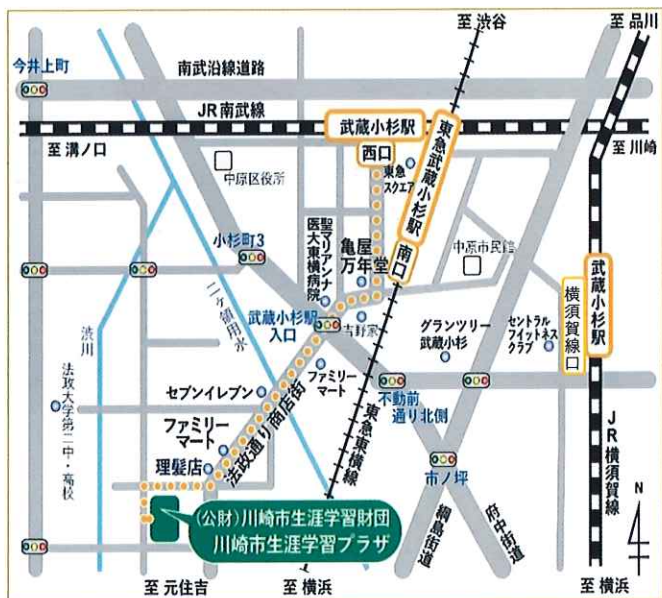 至 渋谷
至 品川
今井上町
南武沿線道路
JR南武線
武蔵小杉駅
至 溝ノ口
至 川崎
西口
東急
スクエア
東急武蔵小杉駅
南口
中原区役所
聖マリアンナ
医大東横病院
亀屋
万年堂
中原市民館
小杉町3
武蔵小杉駅
横須賀線口
二ヶ領用水
武蔵小杉駅
入口
吉野家
グランツリー
武蔵小杉
セントラル
フイットネス
クラブ
渋川
ファミリー
マート
不動前
通り北側
セブンイレブン
法政大学第二中・高校
法政通り商店街
東急東横線
ファミリー
マート
理髪店
市ノ坪
JR横須賀線
N
(公財)川崎市生涯学習財団
川崎市生涯学習プラザ
綱島街道
府中街道
至 元住吉
至 横浜
至 横浜